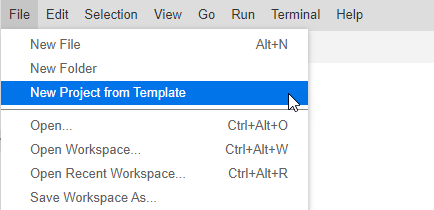 File Edit Selection View Go Run Terminal Help
New File Alt+N
New Folder
New Project from Template
Open... Ctrl+Alt+O
Open Workspace... Ctrl+Alt+W
Open Recent Workspace... Ctrl+Alt+R
Save Workspace As...